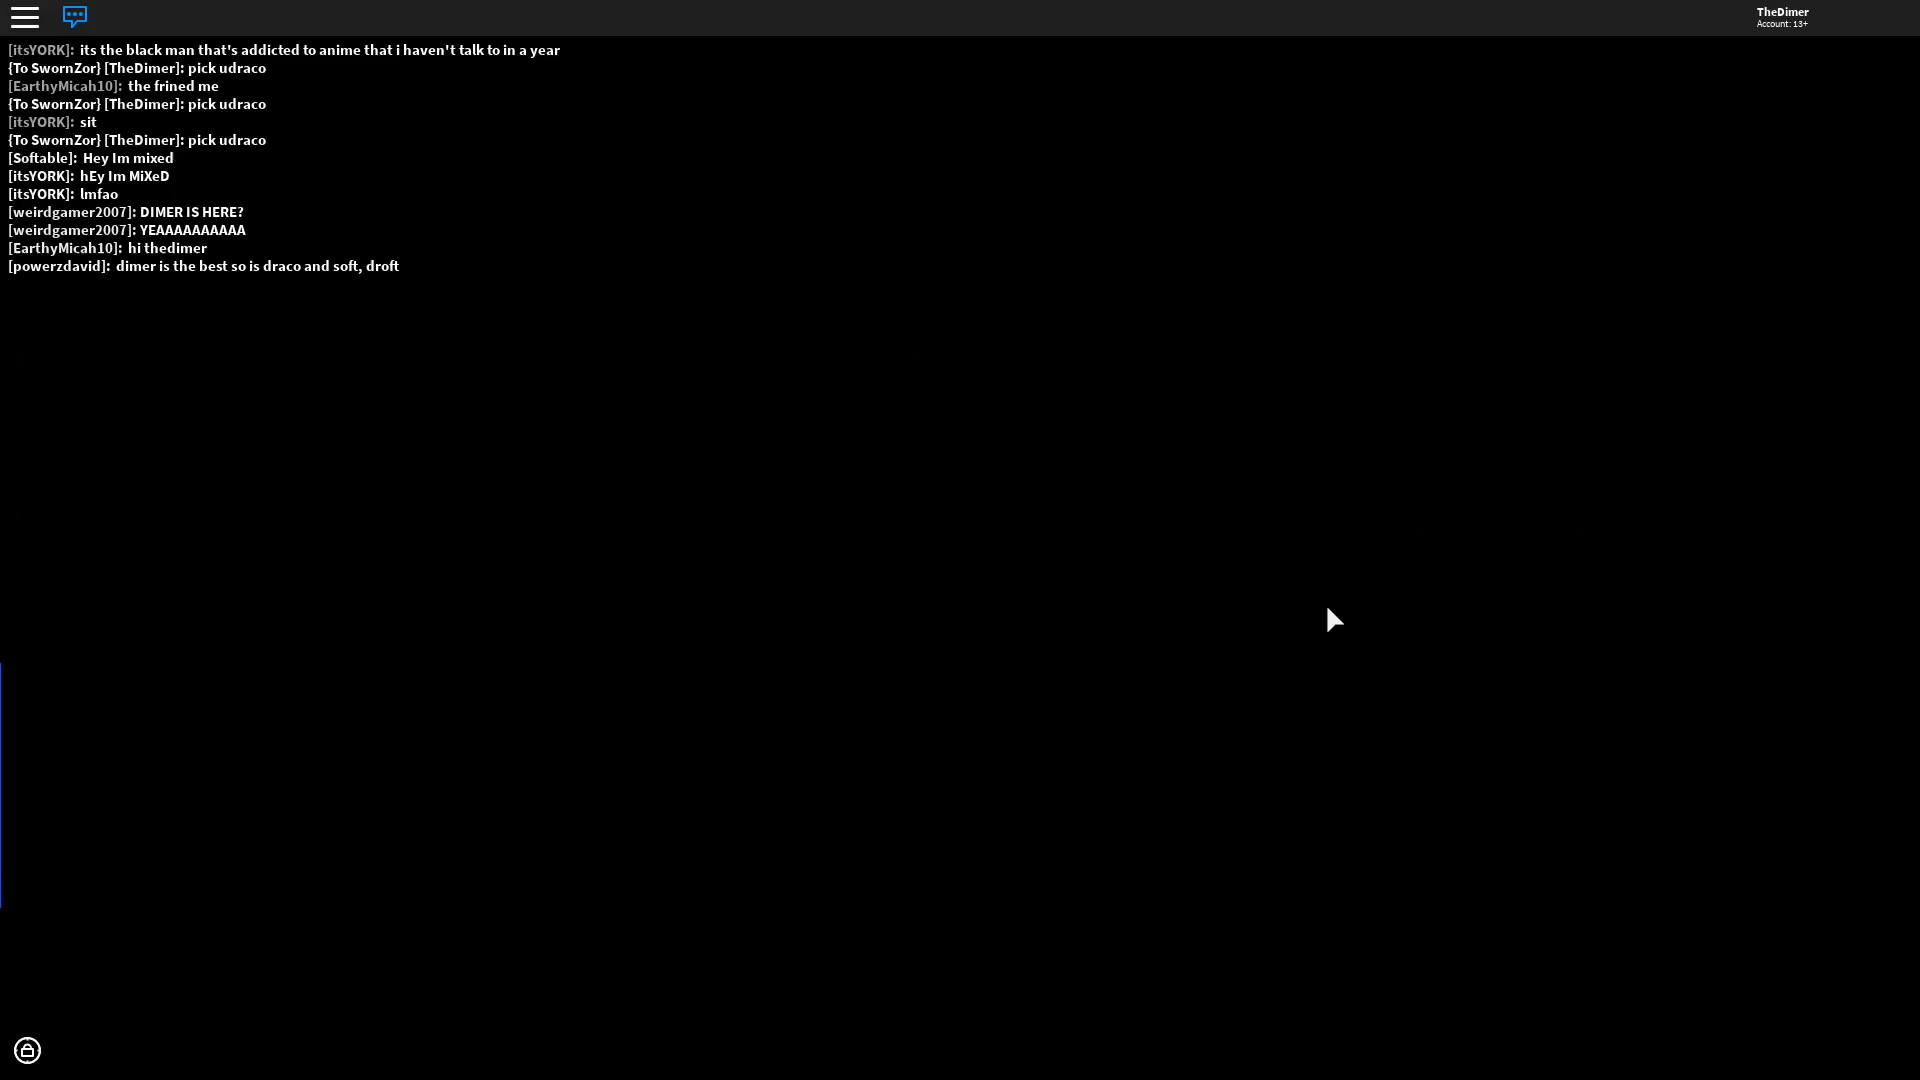 TheDimer
Account: 13+
[itsYORK]: its the black man that's addicted to anime that i haven't talk to in a year
{To SwornZor} [TheDimer]: pick udraco
[EarthyMicah10]: the frined me
{To SwornZor} [TheDimer]: pick udraco
[itsYORK]: sit
{To SwornZor} [TheDimer]: pick udraco
[Softable]: Hey Im mixed
[itsYORK]: hEy Im MiXeD
[itsYORK]: lmfao
[weirdgamer2007]: DIMER IS HERE?
[weirdgamer2007]: YEAAAAAAAAAA
[EarthyMicah10]: hi thedimer
[powerzdavid]: dimer is the best so is draco and soft, droft